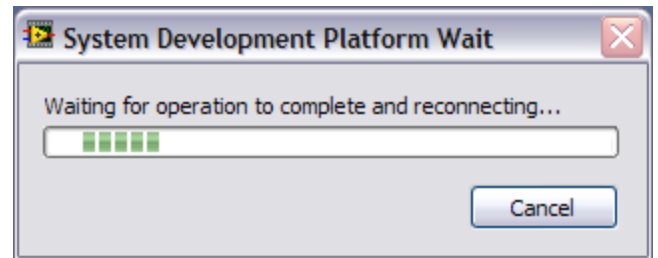 System Development Platform Wait
Waiting for operation to complete and reconnecting...
Cancel